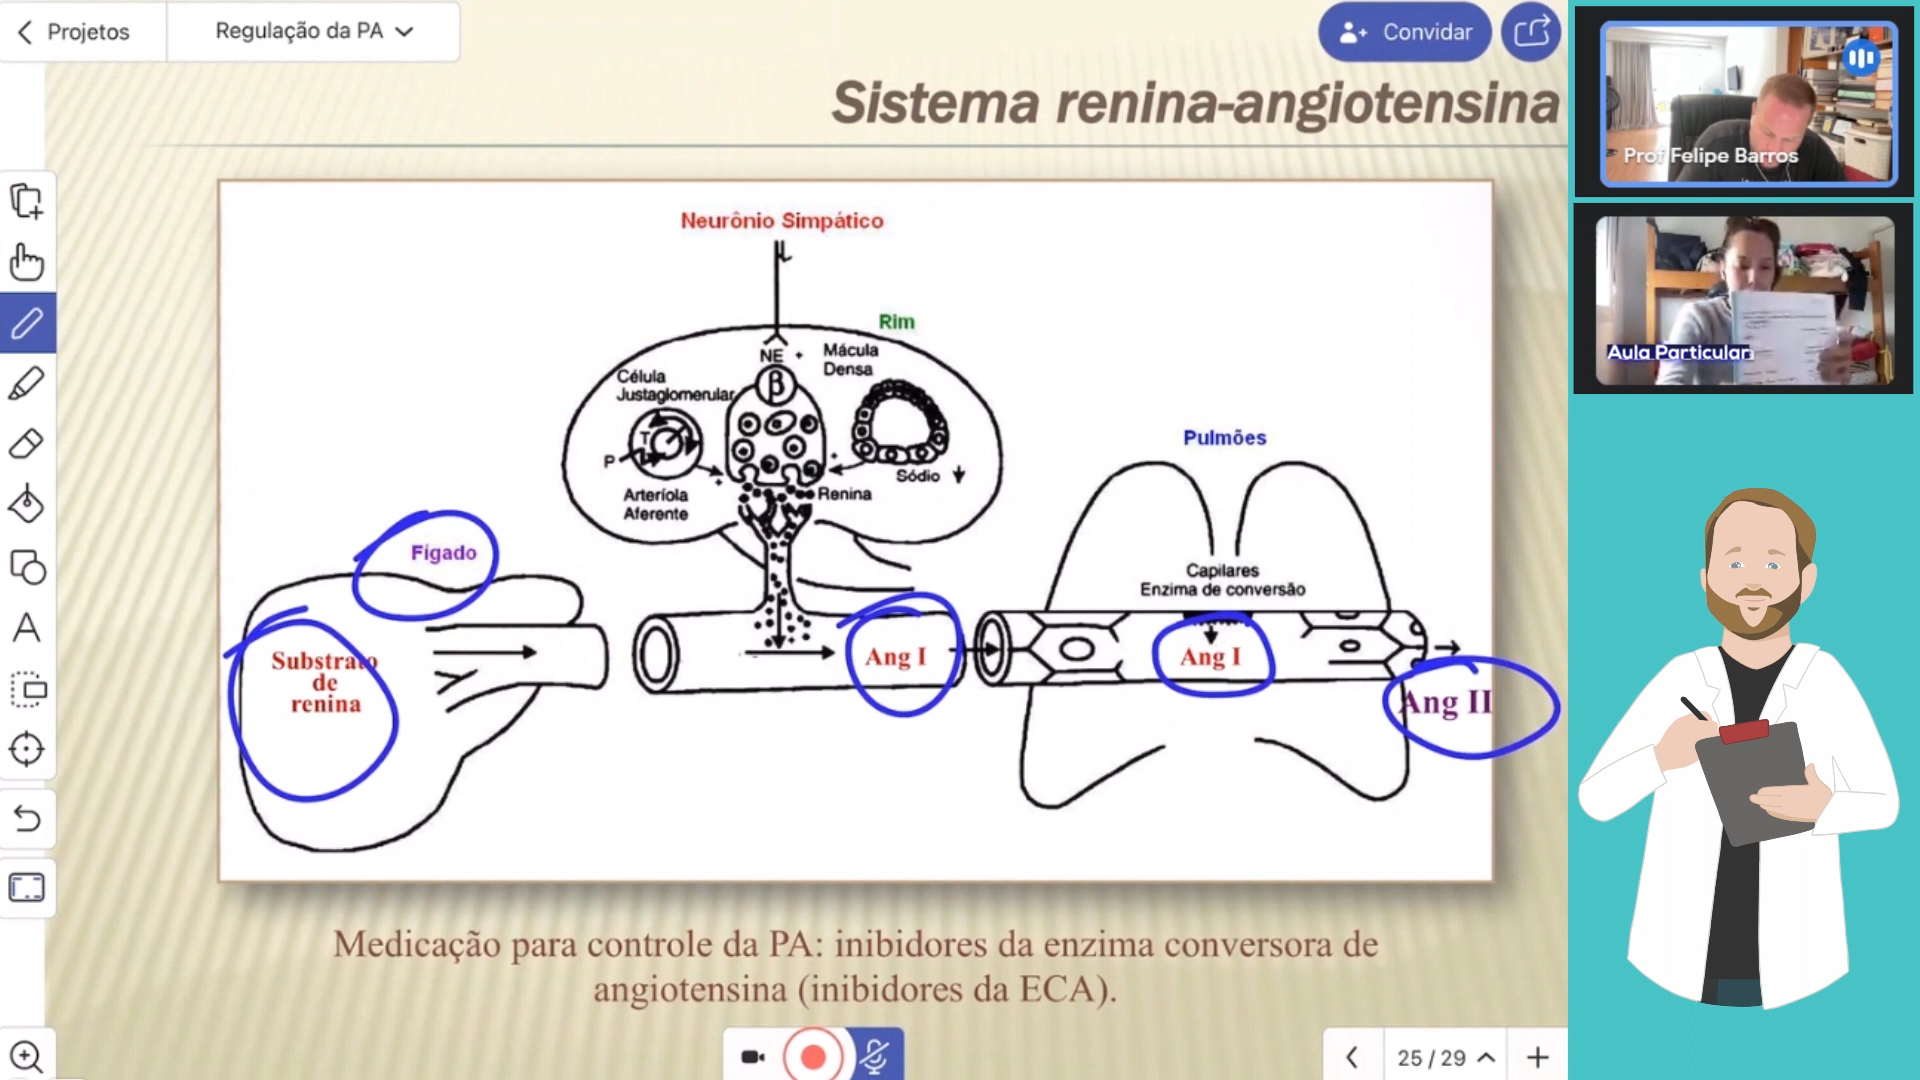 Projetos
Regulação da PA
Convidar
Sistema renina-angiotensina
Prof Felipe Barros
Aula Particular
Neurônio Simpático
Rim
NE +
β
Mácula
Densa
Célula
Justaglomerular
T
P
+
+
Sódio
Arteríola
Aferente
Renina
Pulmões
Capilares
Enzima de conversão
Fígado
Substrato
de
renina
Ang I
Ang I
Ang II
Medicação para controle da PA: inibidores da enzima conversora de
angiotensina (inibidores da ECA).
25 / 29